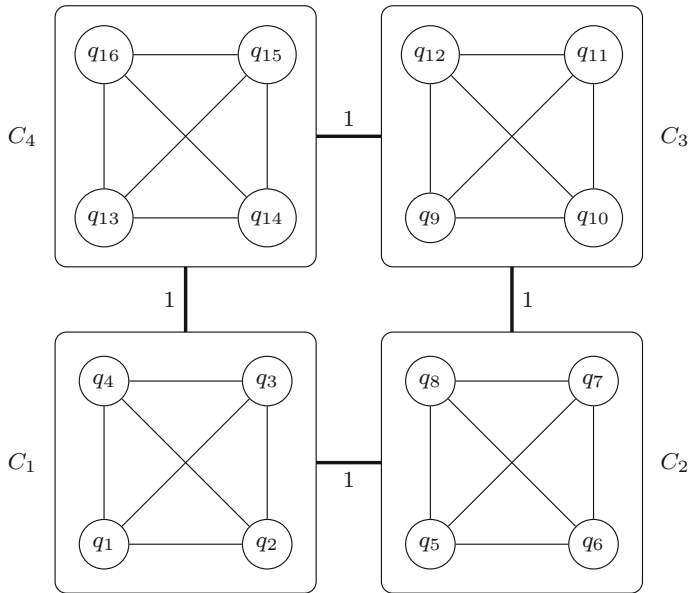 q₁₆ q₁₅ q₁₂ q₁₁
C₄ 1 C₃
q₁₃ q₁₄ q₉ q₁₀
1 1
q₄ q₃ q₈ q₇
C₁ 1 C₂
q₁ q₂ q₅ q₆